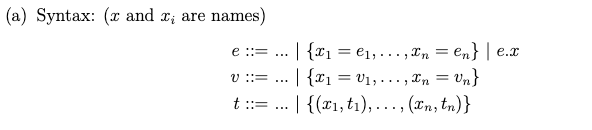 (a) Syntax: (x and xᵢ are names)
e ::= ... | {x₁ = e₁, . . . , xₙ = eₙ} | e.x
v ::= ... | {x₁ = v₁, . . . , xₙ = vₙ}
t ::= ... | {(x₁, t₁), . . . , (xₙ, tₙ)}